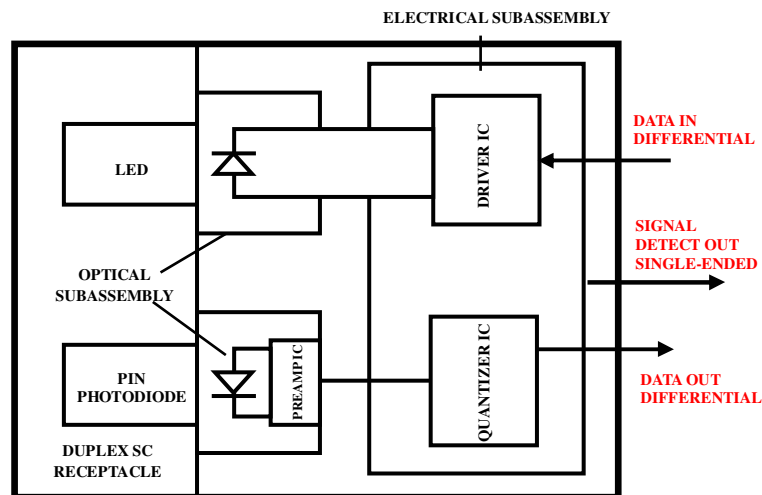 ELECTRICAL SUBASSEMBLY
DATA IN
DIFFERENTIAL
DRIVER IC
LED
SIGNAL
DETECT OUT
SINGLE-ENDED
OPTICAL
SUBASSEMBLY
PREAMP IC
QUANTIZER IC
PIN
PHOTODIODE
DATA OUT
DIFFERENTIAL
DUPLEX SC
RECEPTACLE